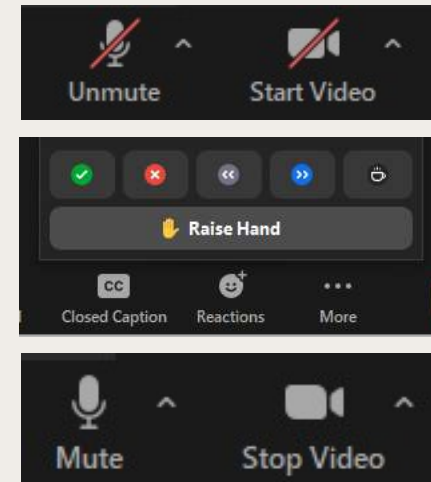 Unmute Start Video
Raise Hand
CC
Closed Caption Reactions More
Mute Stop Video